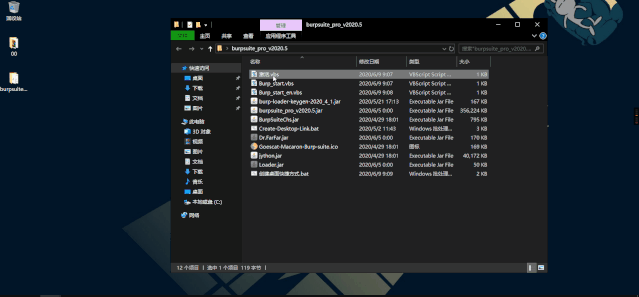 回收站
00
burpsuite...
管理
burpsuite_pro_v2020.5
文件
主页
共享
查看
应用程序工具
burpsuite_pro_v2020.5
搜索"burpsuite_pro_v2020...
名称
修改日期
类型
大小
快速访问
桌面
下载
文档
图片
此电脑
3D 对象
视频
图片
文档
下载
音乐
桌面
本地磁盘 (C:)
网络
激活.vbs 2020/6/9 9:07 VBScript Script ... 1 KB
Burp_start.vbs 2020/6/9 9:07 VBScript Script ... 1 KB
Burp_start_en.vbs 2020/6/9 9:08 VBScript Script ... 1 KB
burp-loader-keygen-2020_4_1.jar 2020/5/21 17:13 Executable Jar File 167 KB
burpsuite_pro_v2020.5.jar 2020/6/5 0:00 Executable Jar File 356,224 KB
BurpSuiteChs.jar 2020/4/29 18:01 Executable Jar File 795 KB
Create-Desktop-Link.bat 2020/5/2 11:43 Windows 批处理... 3 KB
Dr.FarFar.jar 2020/6/5 0:00 Executable Jar File 170 KB
Ocescat-Macaron-Burp-suite.ico 2020/4/29 18:01 图标 169 KB
jython.jar 2020/4/29 18:01 Executable Jar File 40,172 KB
Loader.jar 2020/6/5 0:00 Executable Jar File 50 KB
创建桌面快捷方式.bat 2020/6/9 9:09 Windows 批处理... 2 KB
12 个项目
选中 1 个项目 119 字节